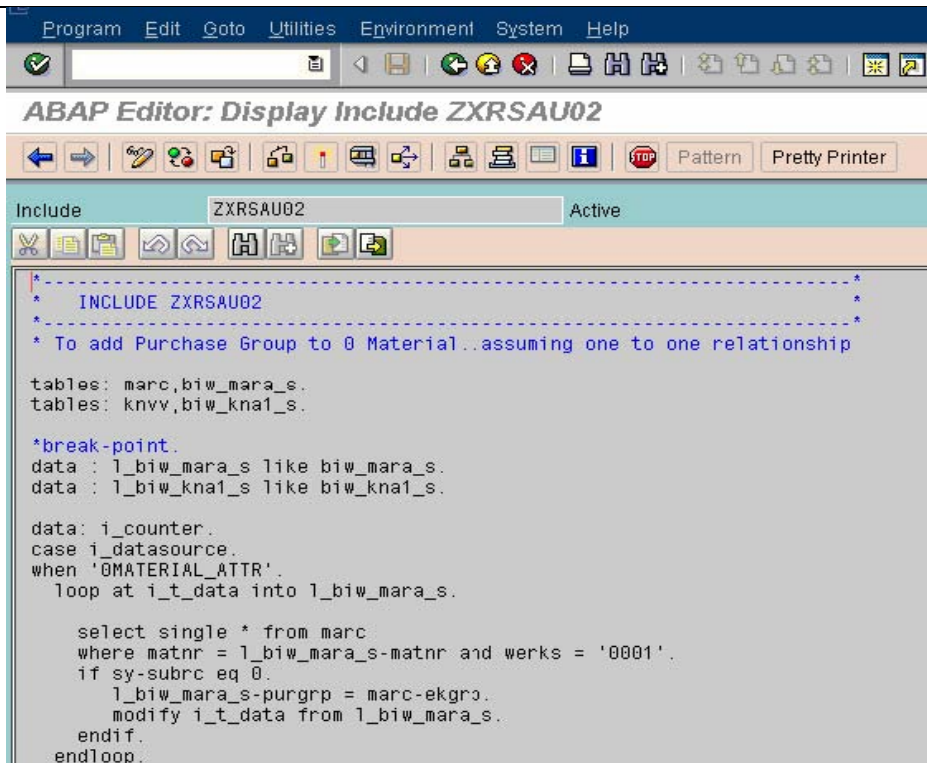 Program Edit Goto Utilities Environment System Help
ABAP Editor: Display Include ZXRSAU02
STOP Pattern Pretty Printer
Include ZXRSAU02 Active
*----------------------------------------------------------------------*
*   INCLUDE ZXRSAU02                                                   *
*----------------------------------------------------------------------*
* To add Purchase Group to 0 Material..assuming one to one relationship
tables: marc,biw_mara_s.
tables: knvv,biw_kna1_s.
*break-point.
data : l_biw_mara_s like biw_mara_s.
data : l_biw_kna1_s like biw_kna1_s.
data: i_counter.
case i_datasource.
when '0MATERIAL_ATTR'.
loop at i_t_data into l_biw_mara_s.
select single * from marc
where matnr = l_biw_mara_s-matnr and werks = '0001'.
if sy-subrc eq 0.
l_biw_mara_s-purgrp = marc-ekgrp.
modify i_t_data from l_biw_mara_s.
endif.
endloop.